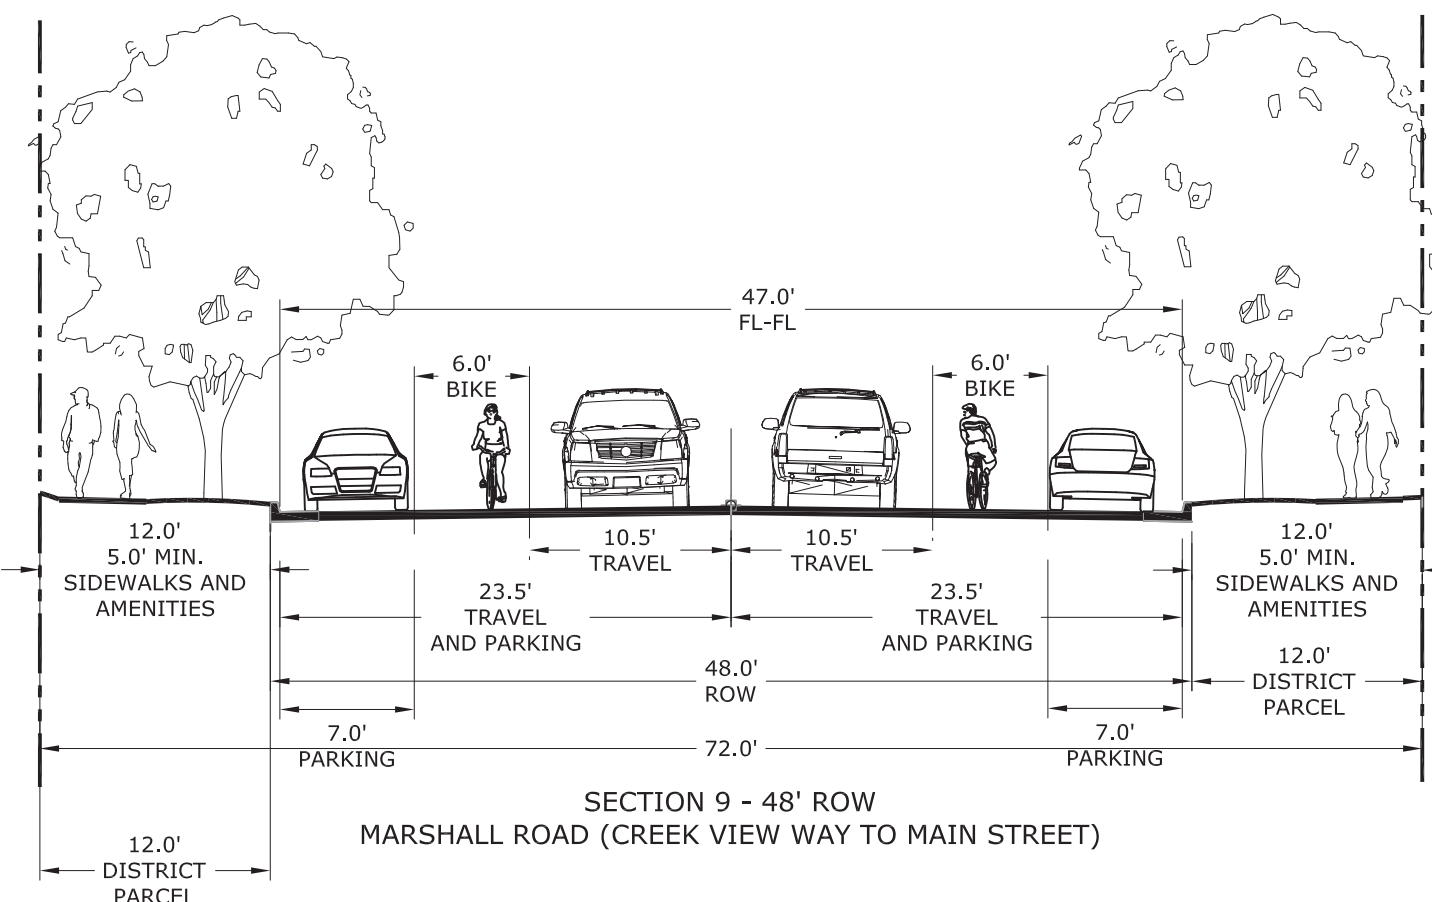 47.0'
FL-FL
6.0'
BIKE
6.0'
BIKE
12.0'
5.0' MIN.
SIDEWALKS AND
AMENITIES
10.5'
TRAVEL
10.5'
TRAVEL
12.0'
5.0' MIN.
SIDEWALKS AND
AMENITIES
23.5'
TRAVEL
AND PARKING
23.5'
TRAVEL
AND PARKING
48.0'
ROW
12.0'
DISTRICT
PARCEL
7.0'
PARKING
72.0'
7.0'
PARKING
SECTION 9 - 48' ROW
MARSHALL ROAD (CREEK VIEW WAY TO MAIN STREET)
12.0'
DISTRICT
PARCEL